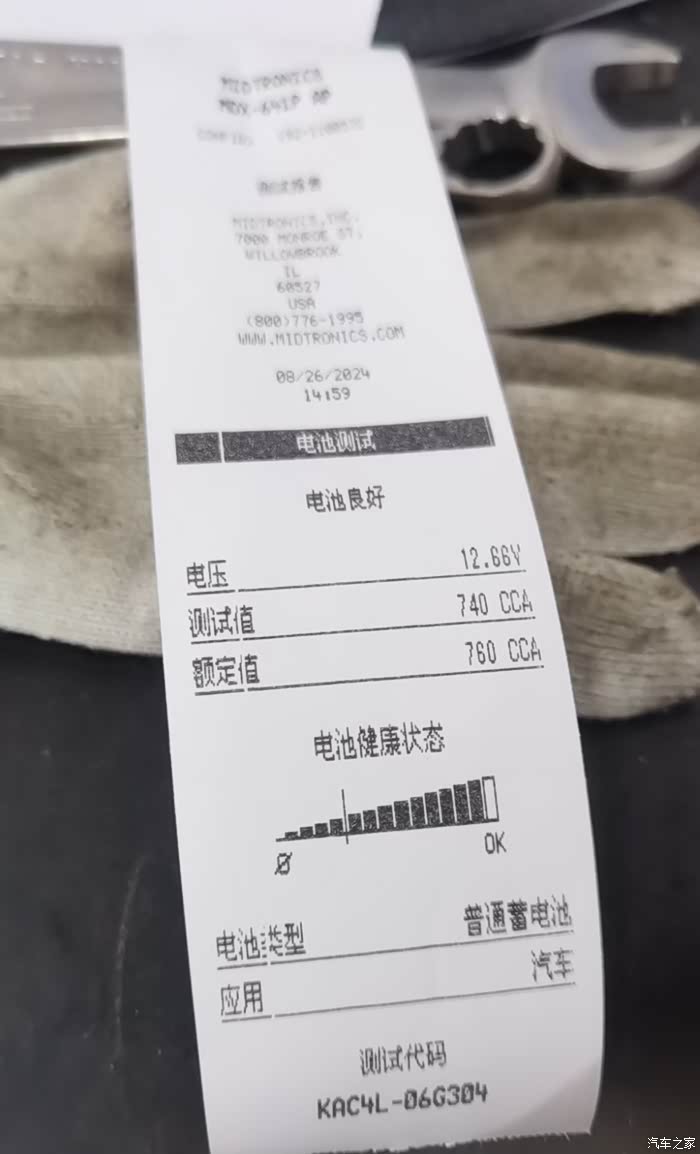 MIDTRONICS
MDX-641P AP
测试报告
MIDTRONICS,INC.
7000 MONROE ST.
WILLOWBROOK
IL
60527
USA
(800)776-1995
WWW.MIDTRONICS.COM
08/26/2024
14:59
电池测试
电池良好
电压 12.66V
测试值 740 CCA
额定值 760 CCA
电池健康状态
0 OK
电池类型 普通蓄电池
应用 汽车
测试代码
KAC4L-06G304
汽车之家